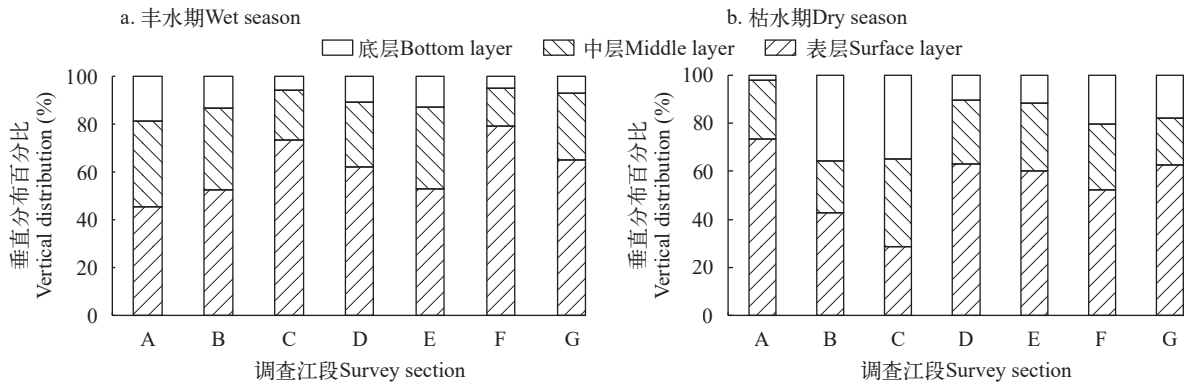 a. 丰水期Wet season
b. 枯水期Dry season
底层Bottom layer 中层Middle layer 表层Surface layer
垂直分布百分比
Vertical distribution (%)
100
80
60
40
20
0
A B C D E F G
调查江段Survey section
垂直分布百分比
Vertical distribution (%)
100
80
60
40
20
0
A B C D E F G
调查江段Survey section